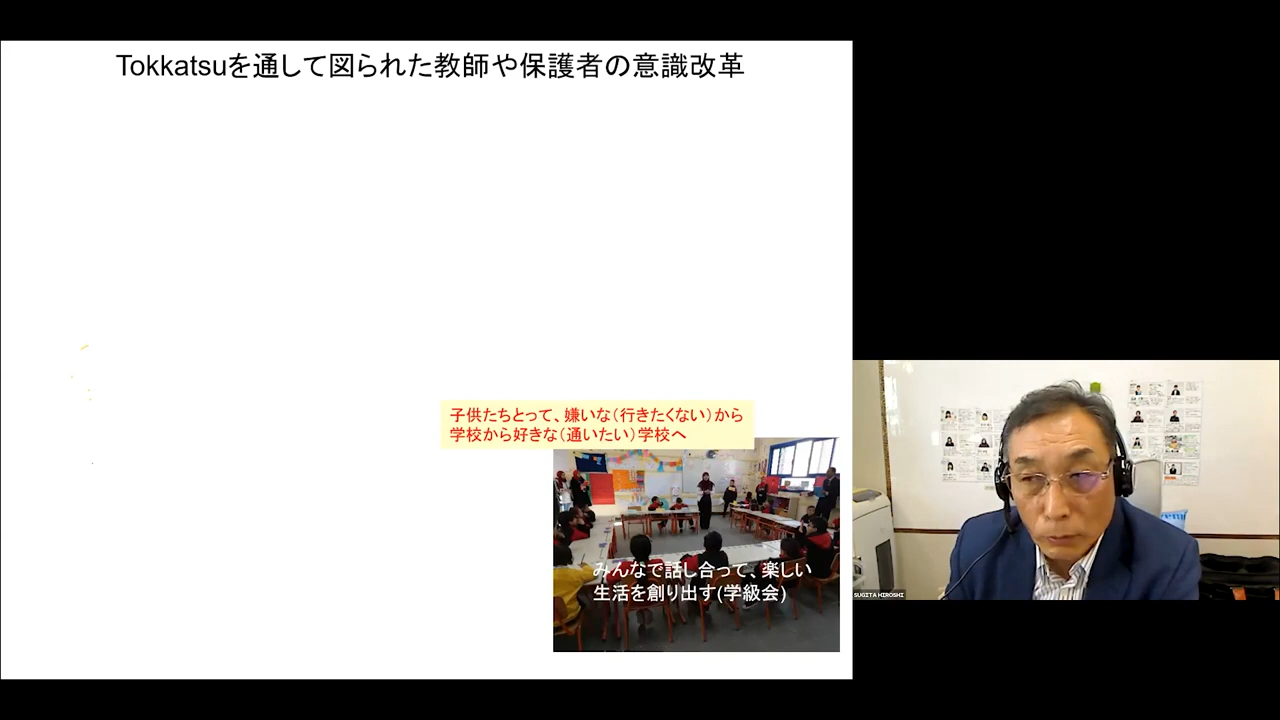 Tokkatsuを通して図られた教師や保護者の意識改革
子供たちとって、嫌いな（行きたくない）から
学校から好きな（通いたい）学校へ
みんなで話し合って、楽しい
生活を創り出す(学級会)
SUGITA HIROSHI